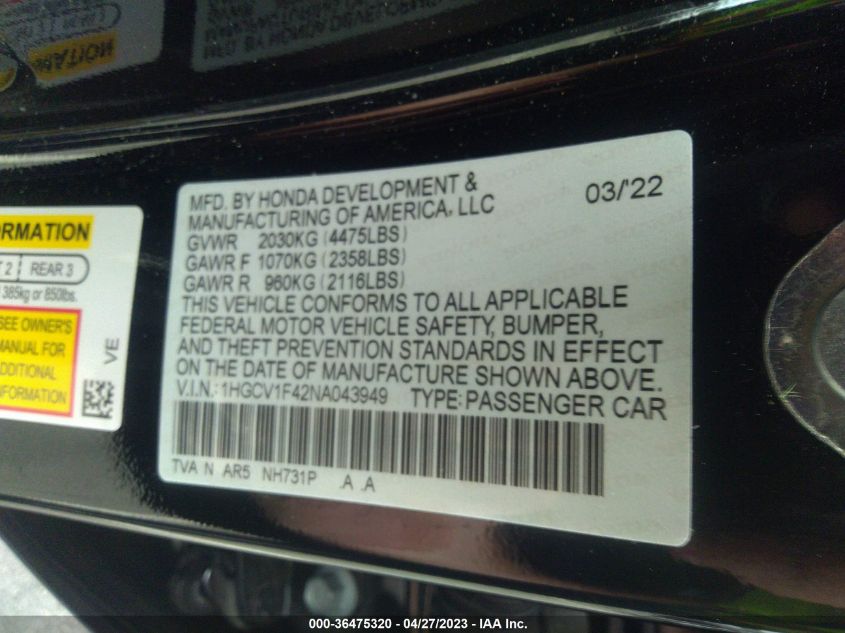 MFD. BY HONDA DEVELOPMENT & 03/'22
MANUFACTURING OF AMERICA, LLC
GVWR 2030KG (4475LBS)
GAWR F 1070KG (2358LBS)
GAWR R 960KG (2116LBS)
THIS VEHICLE CONFORMS TO ALL APPLICABLE
FEDERAL MOTOR VEHICLE SAFETY, BUMPER,
AND THEFT PREVENTION STANDARDS IN EFFECT
ON THE DATE OF MANUFACTURE SHOWN ABOVE.
V.I.N.: 1HGCV1F42NA043949 TYPE: PASSENGER CAR
TVA N AR5 NH731P .A .A
ORMATION
T 2 REAR 3
385kg or 850lbs.
SEE OWNER'S
MANUAL FOR
ADDITIONAL
INFORMATION
VE
000-36475320 - 04/27/2023 - IAA Inc.